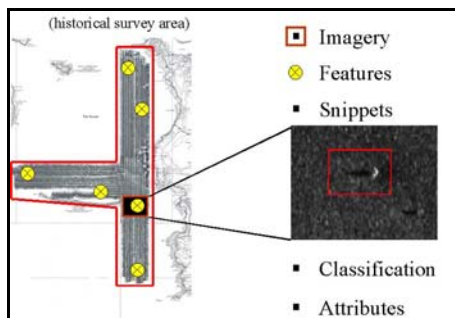 (historical survey area)
Imagery
Features
Snippets
Classification
Attributes